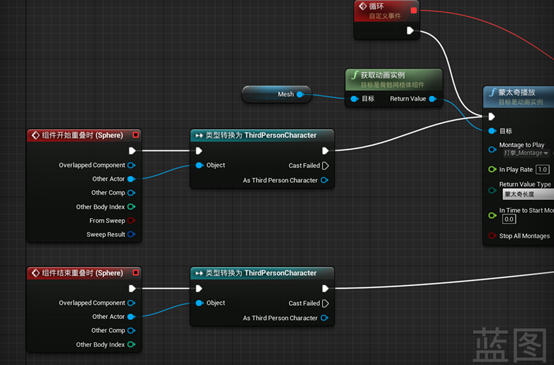 循环
自定义事件
获取动画实例
目标是骨骼网格体组件
Mesh
目标
Return Value
蒙太奇播放
目标是动画实例
目标
Montage to Play
打拳_Montage
In Play Rate 1.0
Return Value Type
蒙太奇长度
In Time to Start Mon
0.0
Stop All Montages
组件开始重叠时 (Sphere)
Overlapped Component
Other Actor
Other Comp
Other Body Index
From Sweep
Sweep Result
类型转换为 ThirdPersonCharacter
Object
Cast Failed
As Third Person Character
组件结束重叠时 (Sphere)
Overlapped Component
Other Actor
Other Comp
Other Body Index
类型转换为 ThirdPersonCharacter
Object
Cast Failed
As Third Person Character
蓝图